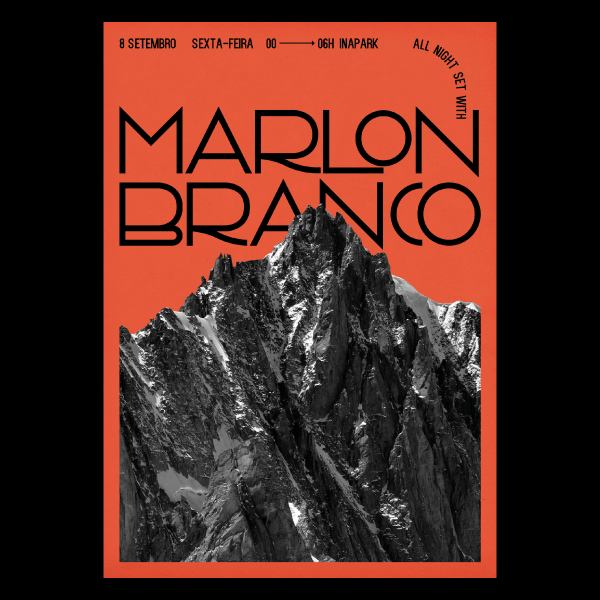 8 SETEMBRO SEXTA-FEIRA 00 → 06H INAPARK
ALL NIGHT SET WITH
MARLON
BRANCO